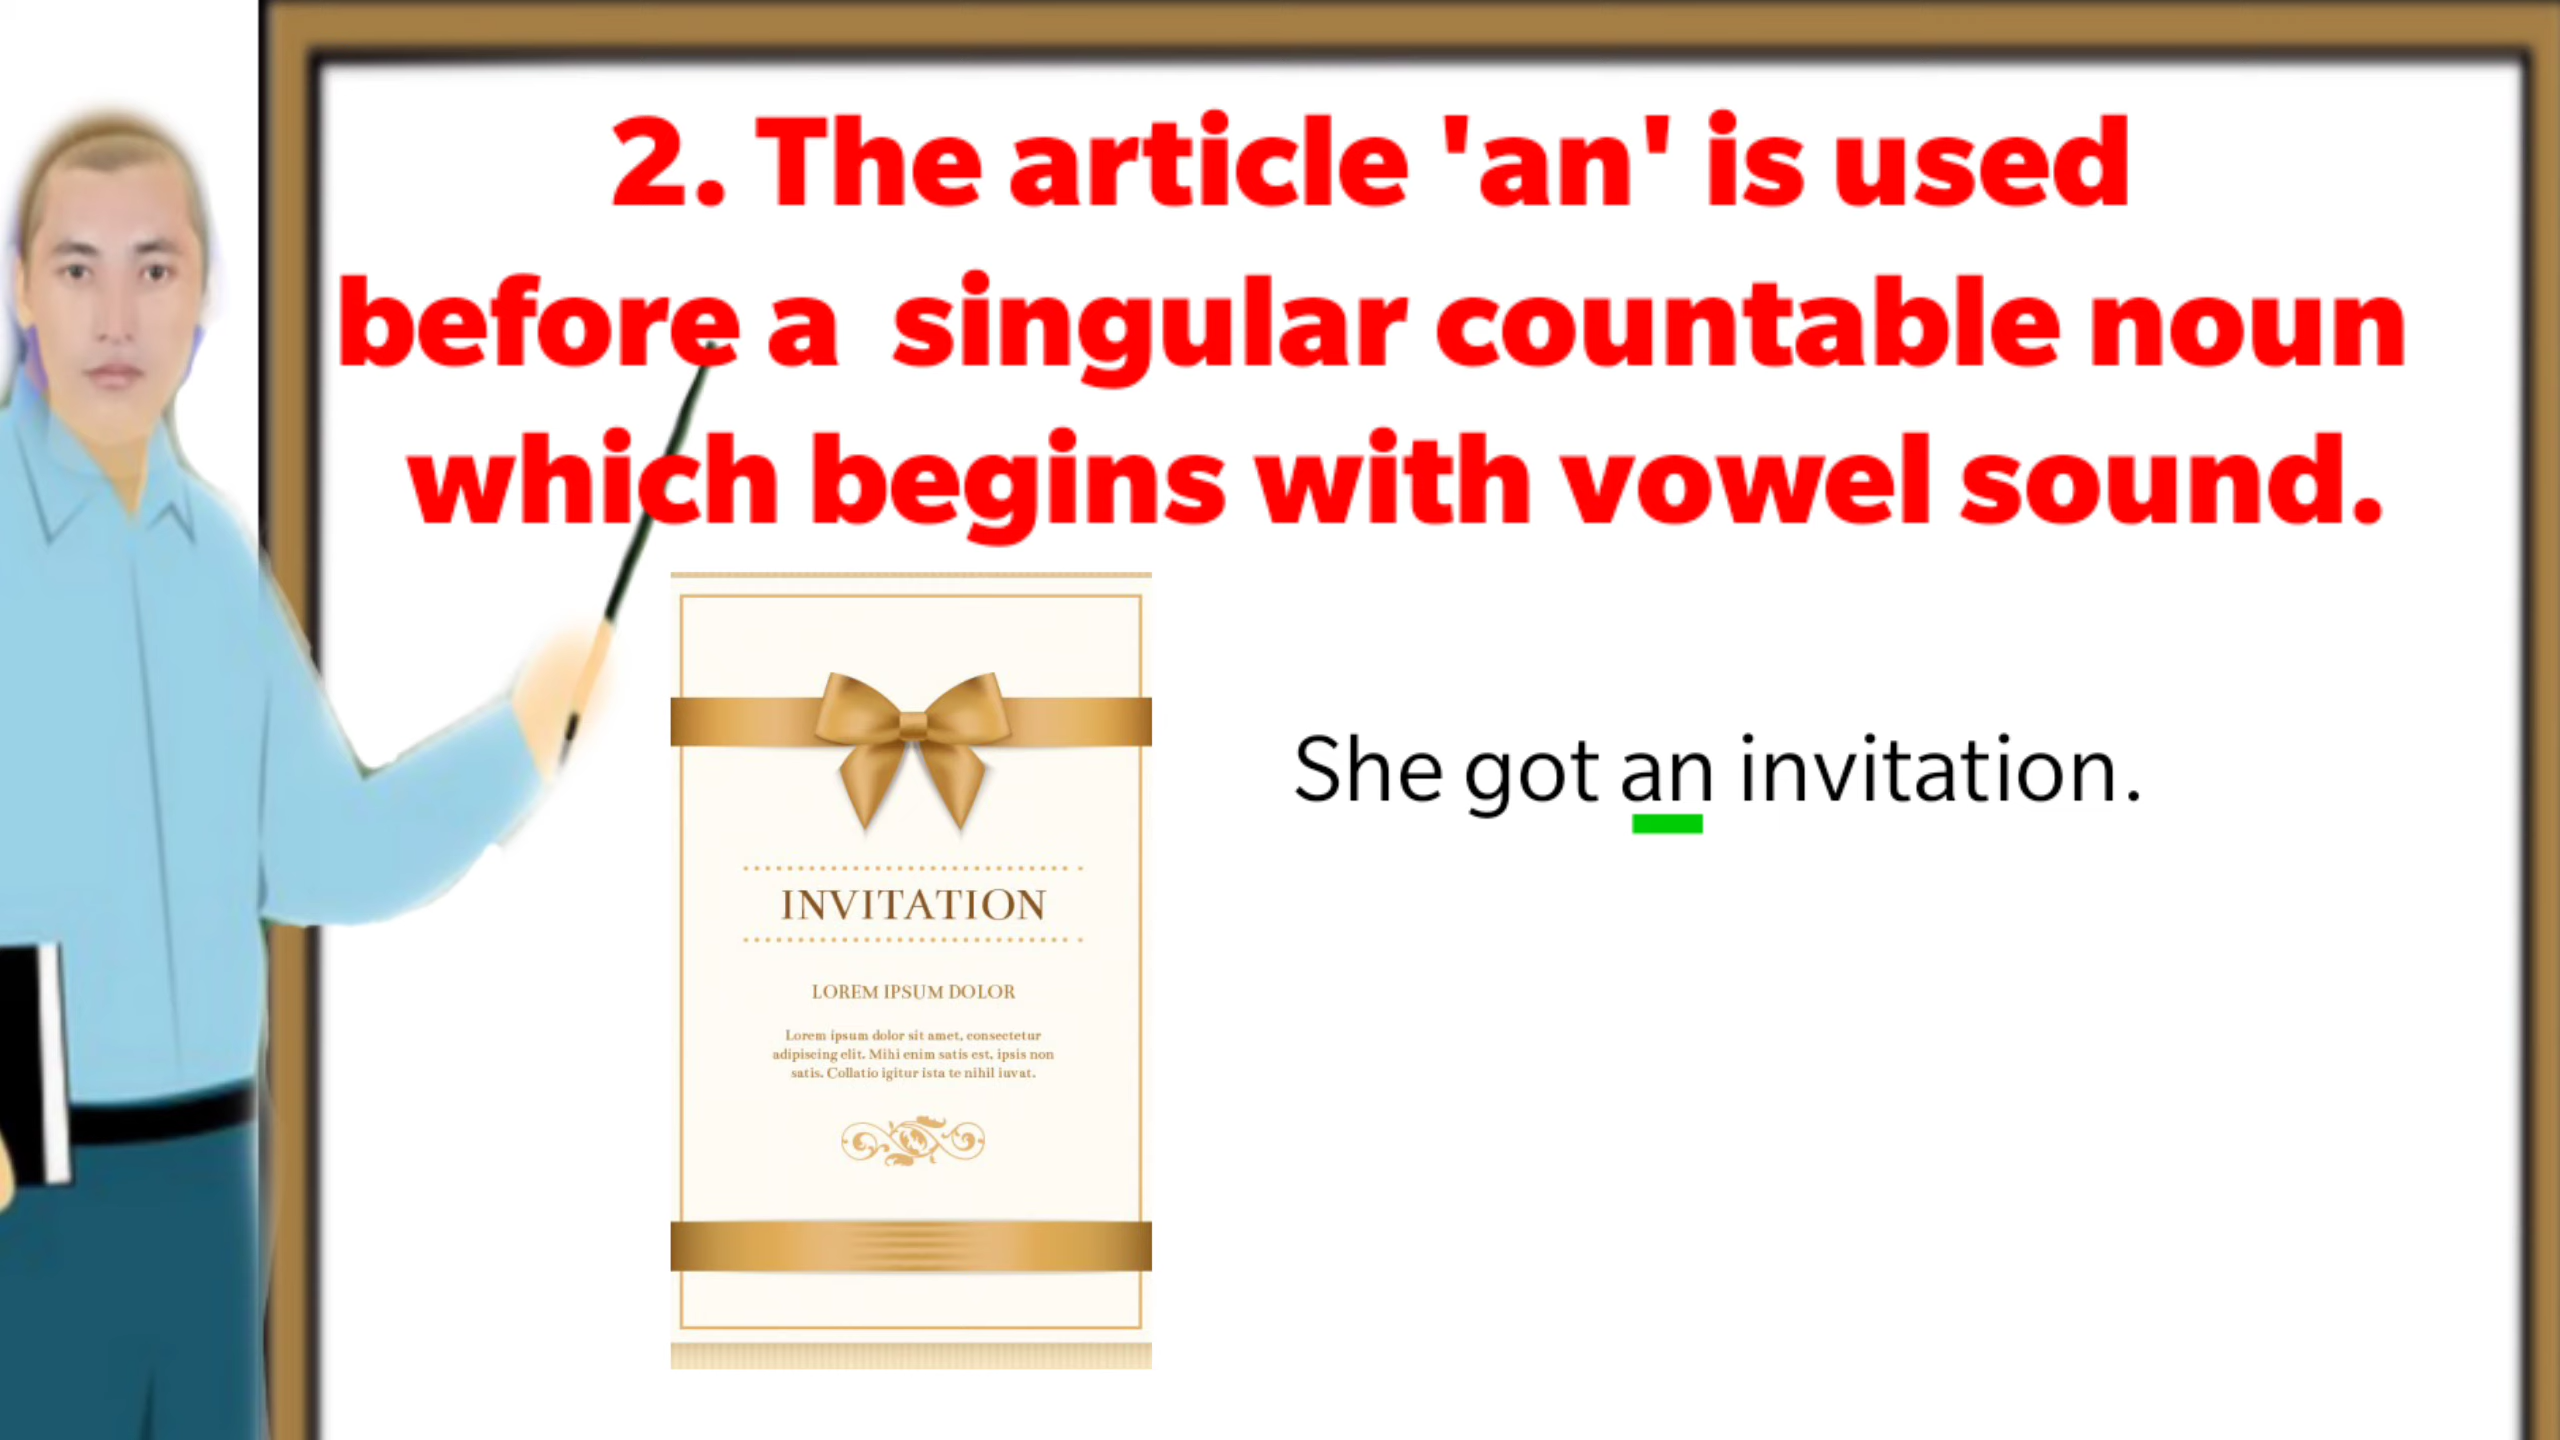 2. The article 'an' is used
before a singular countable noun
which begins with vowel sound.
She got an invitation.
INVITATION
LOREM IPSUM DOLOR
Lorem ipsum dolor sit amet, consectetur
adipiscing elit. Mihi enim satis est, ipsis non
satis. Collatio igitur ista te nihil iuvat.